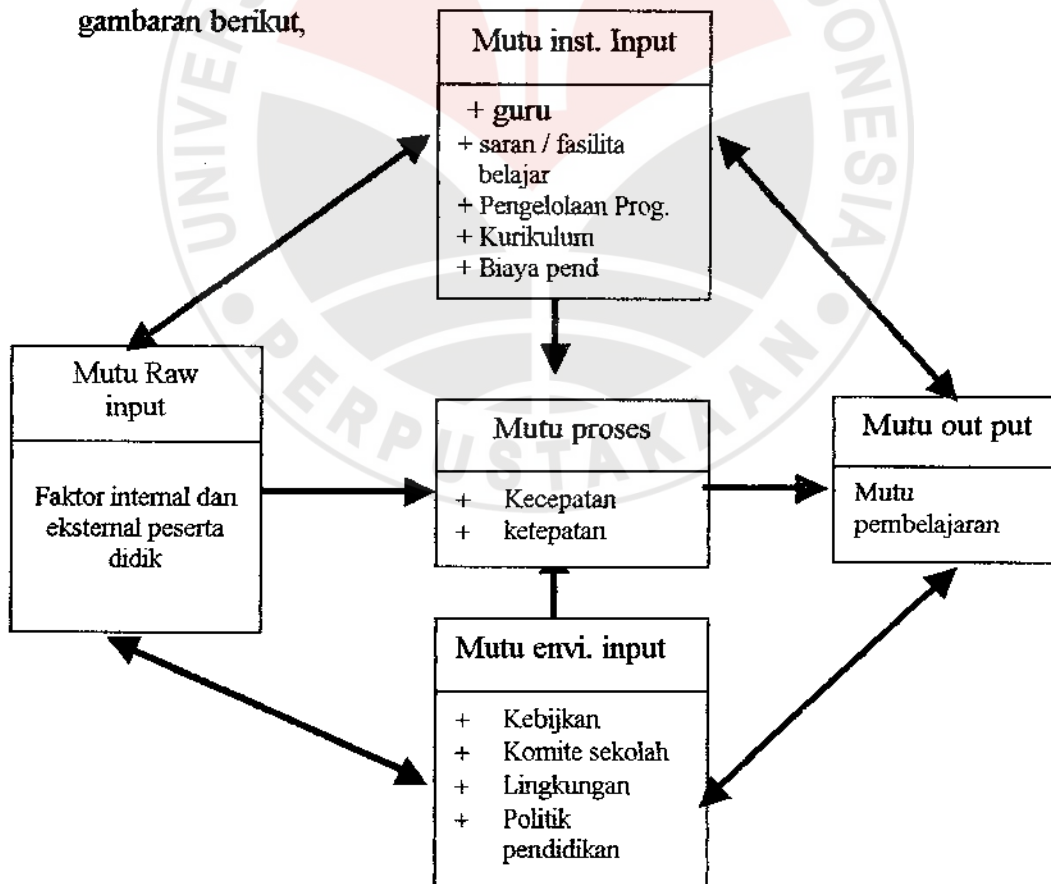 gambaran berikut,
Mutu inst. Input
+ guru
+ saran / fasilita
belajar
+ Pengelolaan Prog.
+ Kurikulum
+ Biaya pend
Mutu Raw
input
Faktor internal dan
eksternal peserta
didik
Mutu proses
+ Kecepatan
+ ketepatan
Mutu out put
Mutu
pembelajaran
Mutu envi. input
+ Kebijkan
+ Komite sekolah
+ Lingkungan
+ Politik
pendidikan
PERPUSTAKAAN